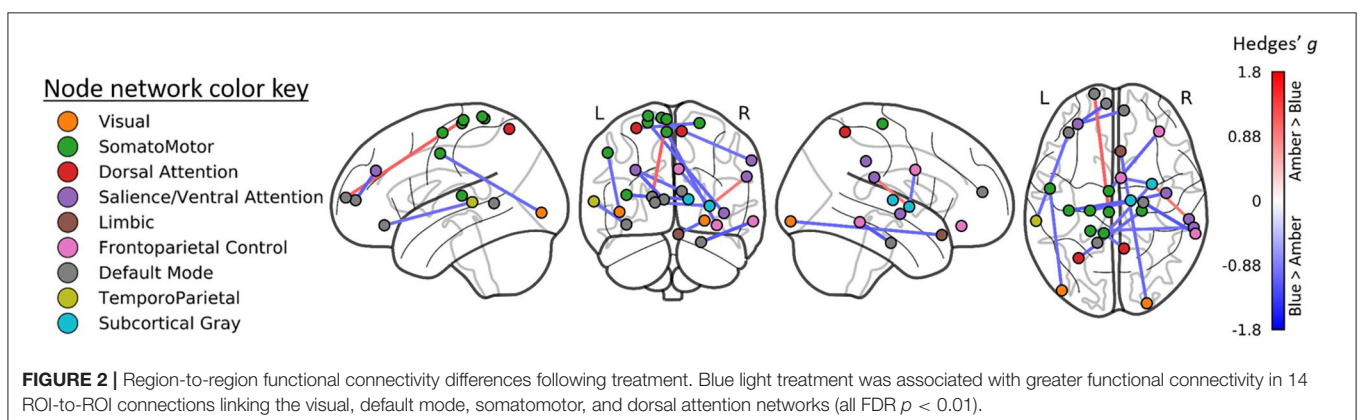 Node network color key
Visual
SomatoMotor
Dorsal Attention
Salience/Ventral Attention
Limbic
Frontoparietal Control
Default Mode
TemporoParietal
Subcortical Gray
L R
L R
Hedges' g
1.8
0.88
0
-0.88
-1.8
Amber > Blue
Blue > Amber
FIGURE 2 | Region-to-region functional connectivity differences following treatment. Blue light treatment was associated with greater functional connectivity in 14
ROI-to-ROI connections linking the visual, default mode, somatomotor, and dorsal attention networks (all FDR p < 0.01).